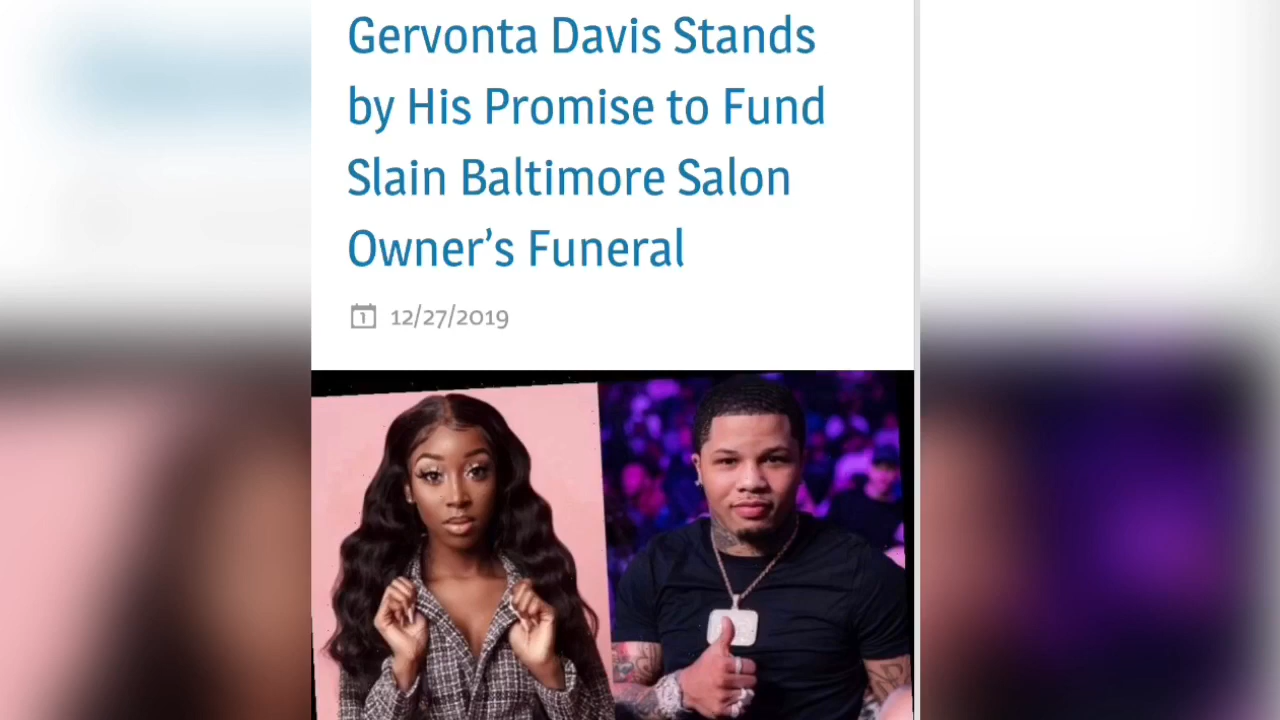 Gervonta Davis Stands
by His Promise to Fund
Slain Baltimore Salon
Owner’s Funeral
12/27/2019